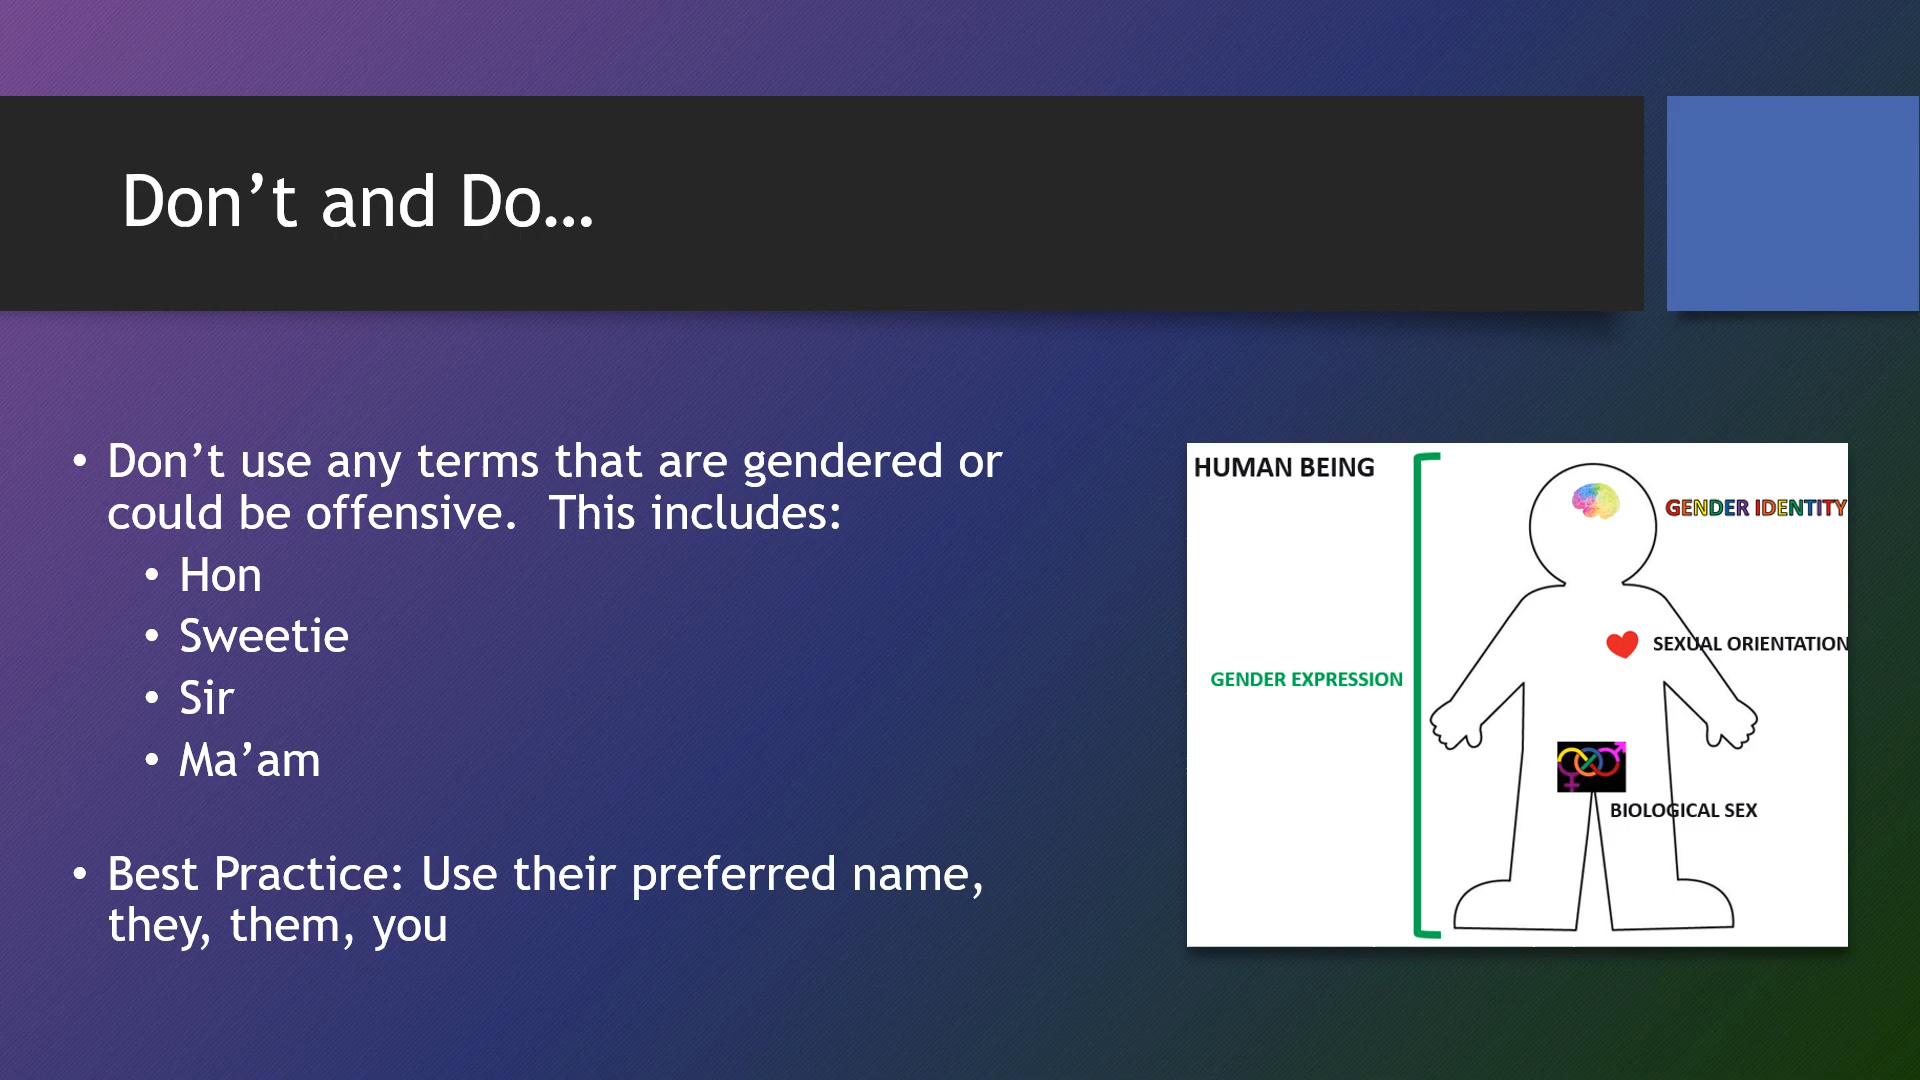 Don’t and Do…
• Don’t use any terms that are gendered or
could be offensive.  This includes:
• Hon
• Sweetie
• Sir
• Ma’am
• Best Practice: Use their preferred name,
they, them, you
HUMAN BEING
GENDER IDENTITY
SEXUAL ORIENTATION
GENDER EXPRESSION
BIOLOGICAL SEX